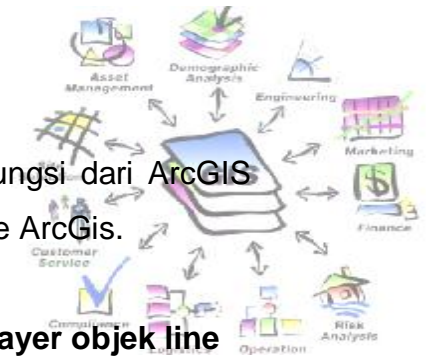 Asset
Management
Demographic
Analysis
Engineering
Marketing
ungsi dari ArcGIS
Finance
e ArcGis.
Customer
Service
Compliance
Logistics
Operation
Risk
Analysis
ayer objek line